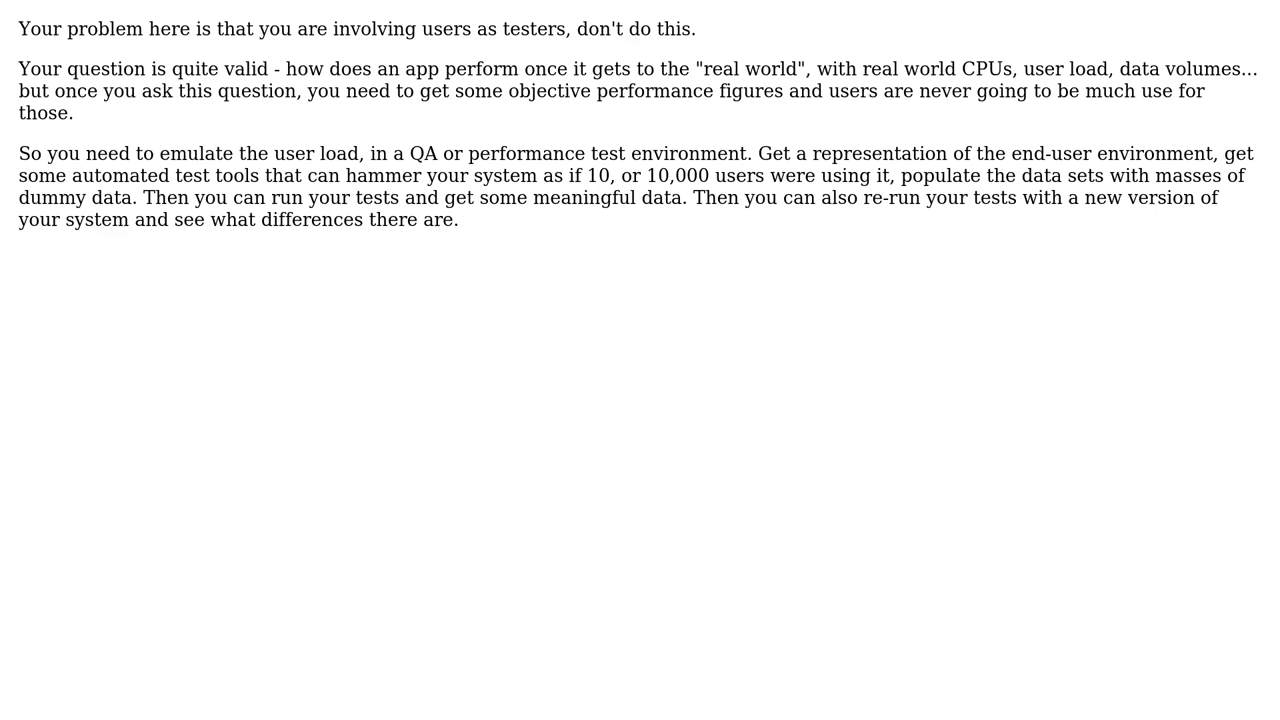 Your problem here is that you are involving users as testers, don't do this.
Your question is quite valid - how does an app perform once it gets to the "real world", with real world CPUs, user load, data volumes...
but once you ask this question, you need to get some objective performance figures and users are never going to be much use for
those.
So you need to emulate the user load, in a QA or performance test environment. Get a representation of the end-user environment, get
some automated test tools that can hammer your system as if 10, or 10,000 users were using it, populate the data sets with masses of
dummy data. Then you can run your tests and get some meaningful data. Then you can also re-run your tests with a new version of
your system and see what differences there are.